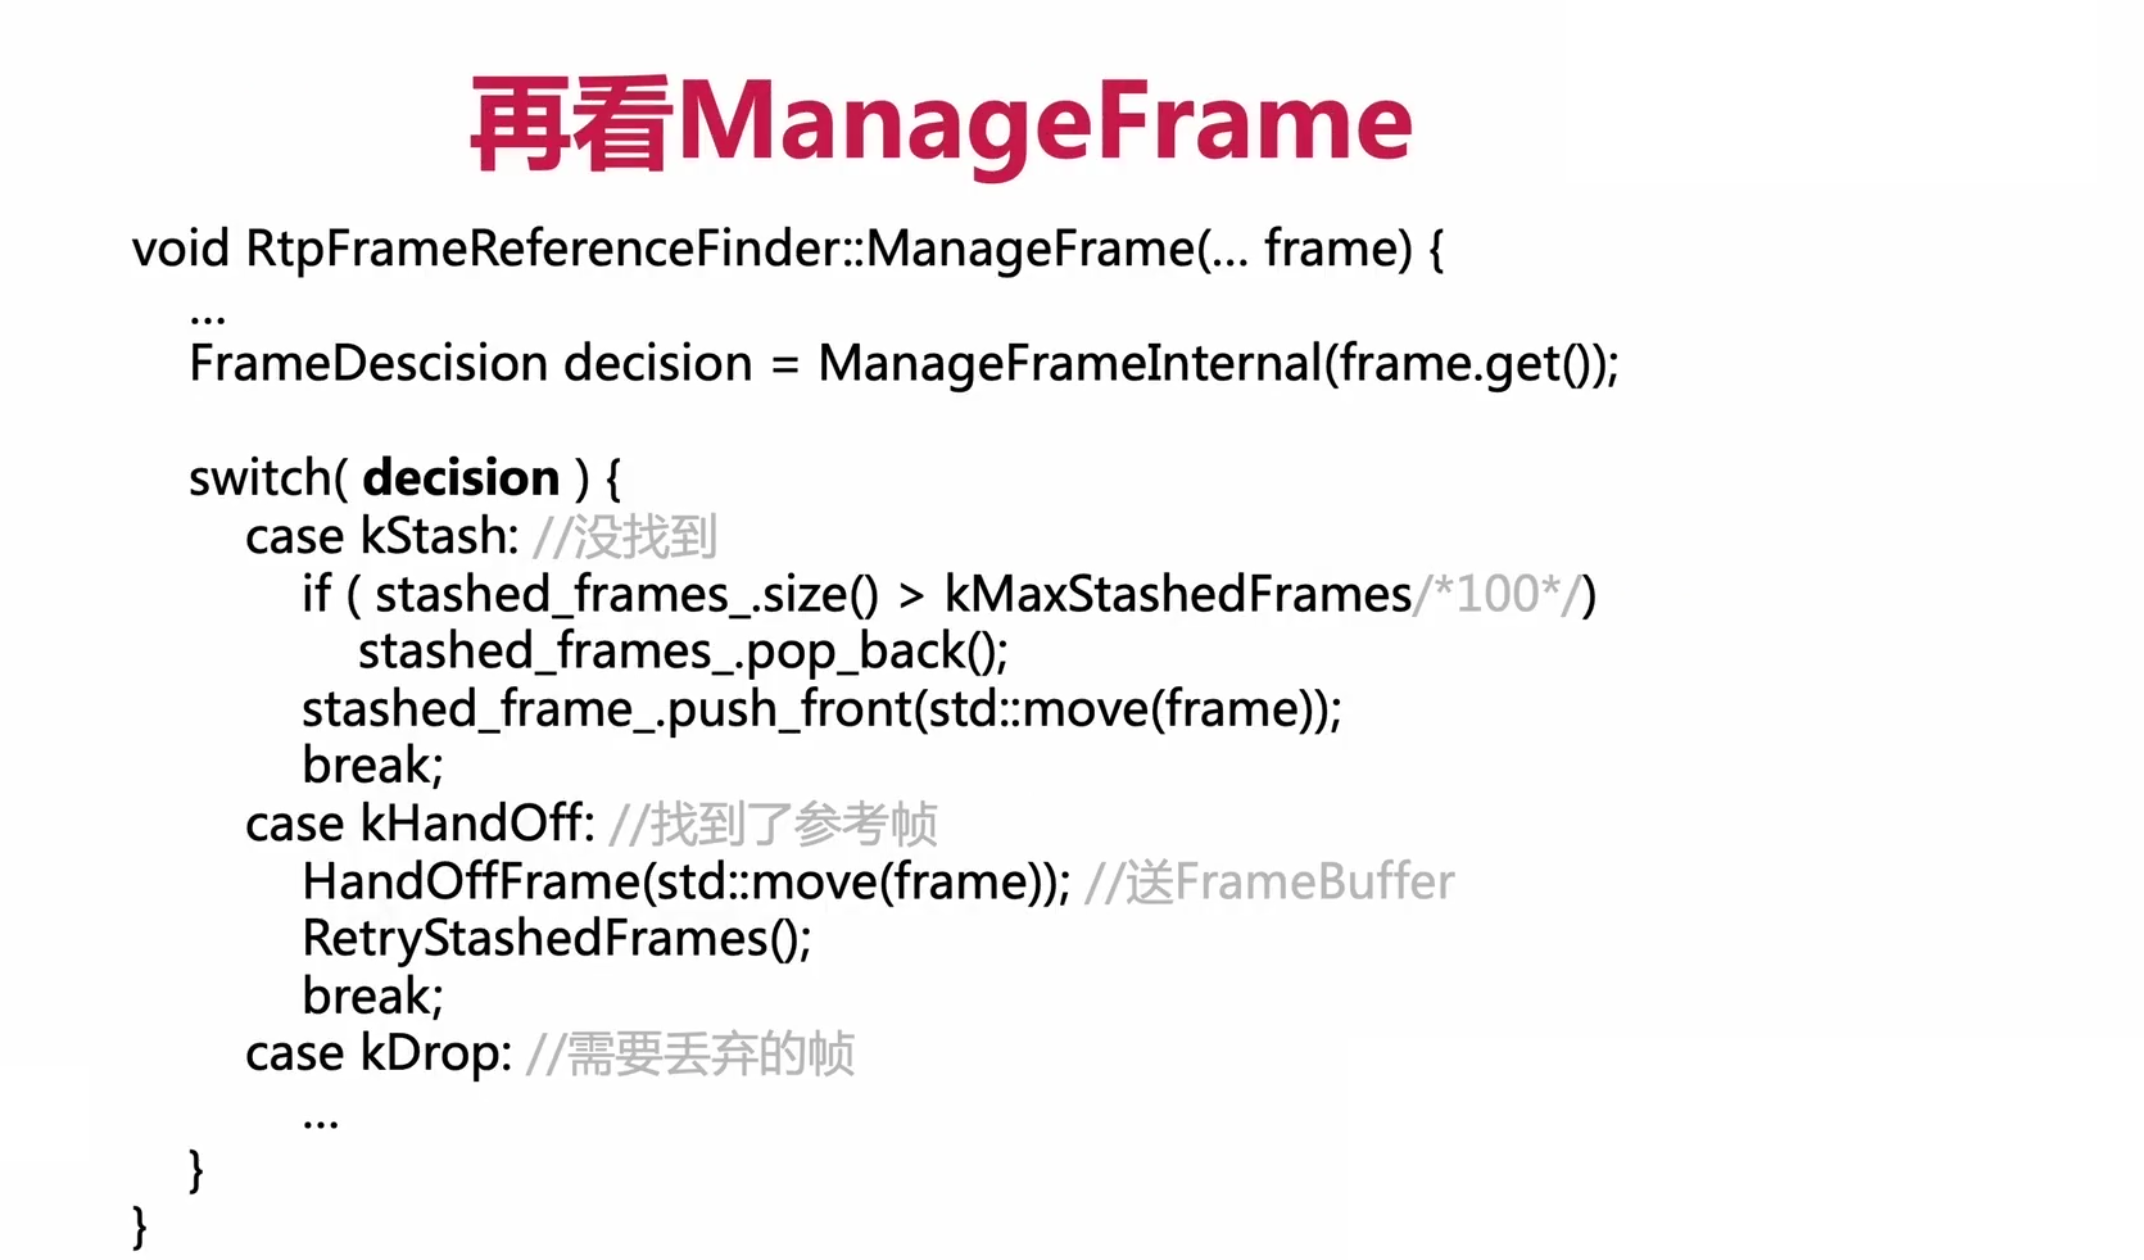 再看ManageFrame
void RtpFrameReferenceFinder::ManageFrame(... frame) {
...
FrameDescision decision = ManageFrameInternal(frame.get());
switch( decision ) {
case kStash: //没找到
if ( stashed_frames_.size() > kMaxStashedFrames/*100*/)
stashed_frames_.pop_back();
stashed_frame_.push_front(std::move(frame));
break;
case kHandOff: //找到了参考帧
HandOffFrame(std::move(frame)); //送FrameBuffer
RetryStashedFrames();
break;
case kDrop: //需要丢弃的帧
...
}
}